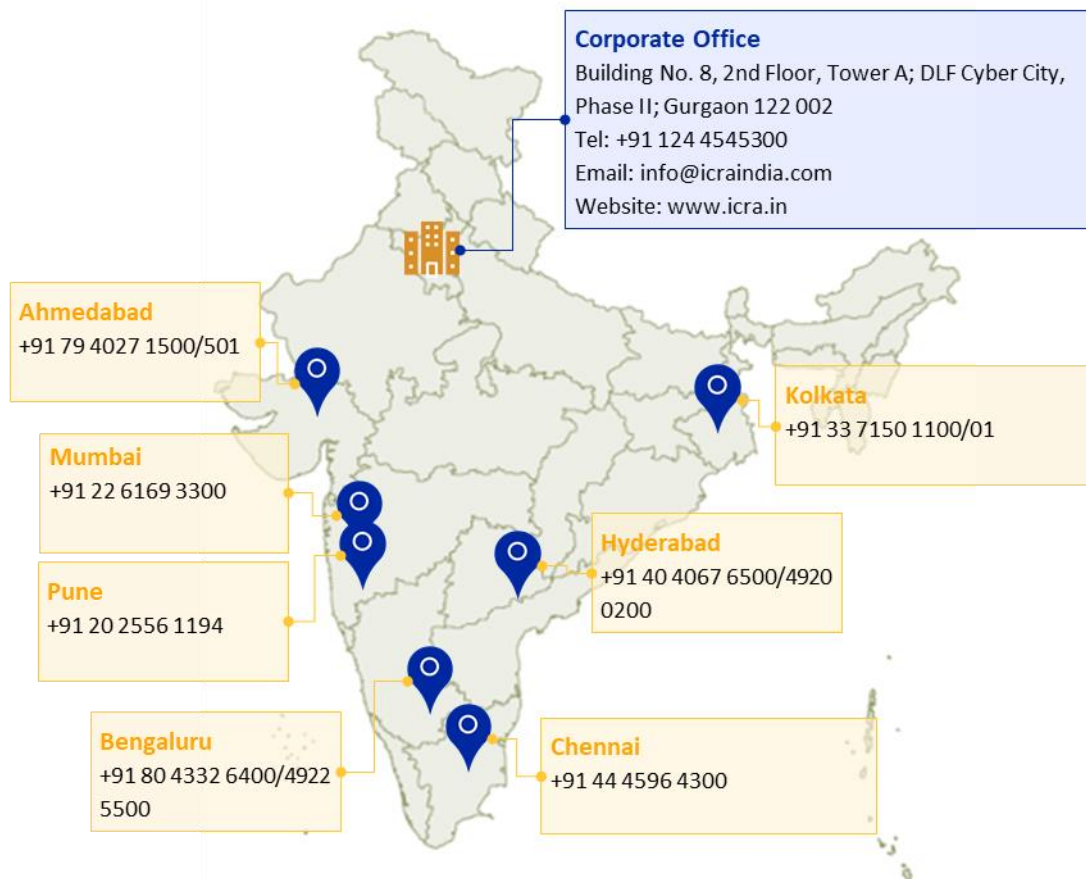 Corporate Office
Building No. 8, 2nd Floor, Tower A; DLF Cyber City,
Phase II; Gurgaon 122 002
Tel: +91 124 4545300
Email: info@icraindia.com
Website: www.icra.in
Ahmedabad
+91 79 4027 1500/501
Kolkata
+91 33 7150 1100/01
Mumbai
+91 22 6169 3300
Hyderabad
+91 40 4067 6500/4920
0200
Pune
+91 20 2556 1194
Bengaluru
+91 80 4332 6400/4922
5500
Chennai
+91 44 4596 4300